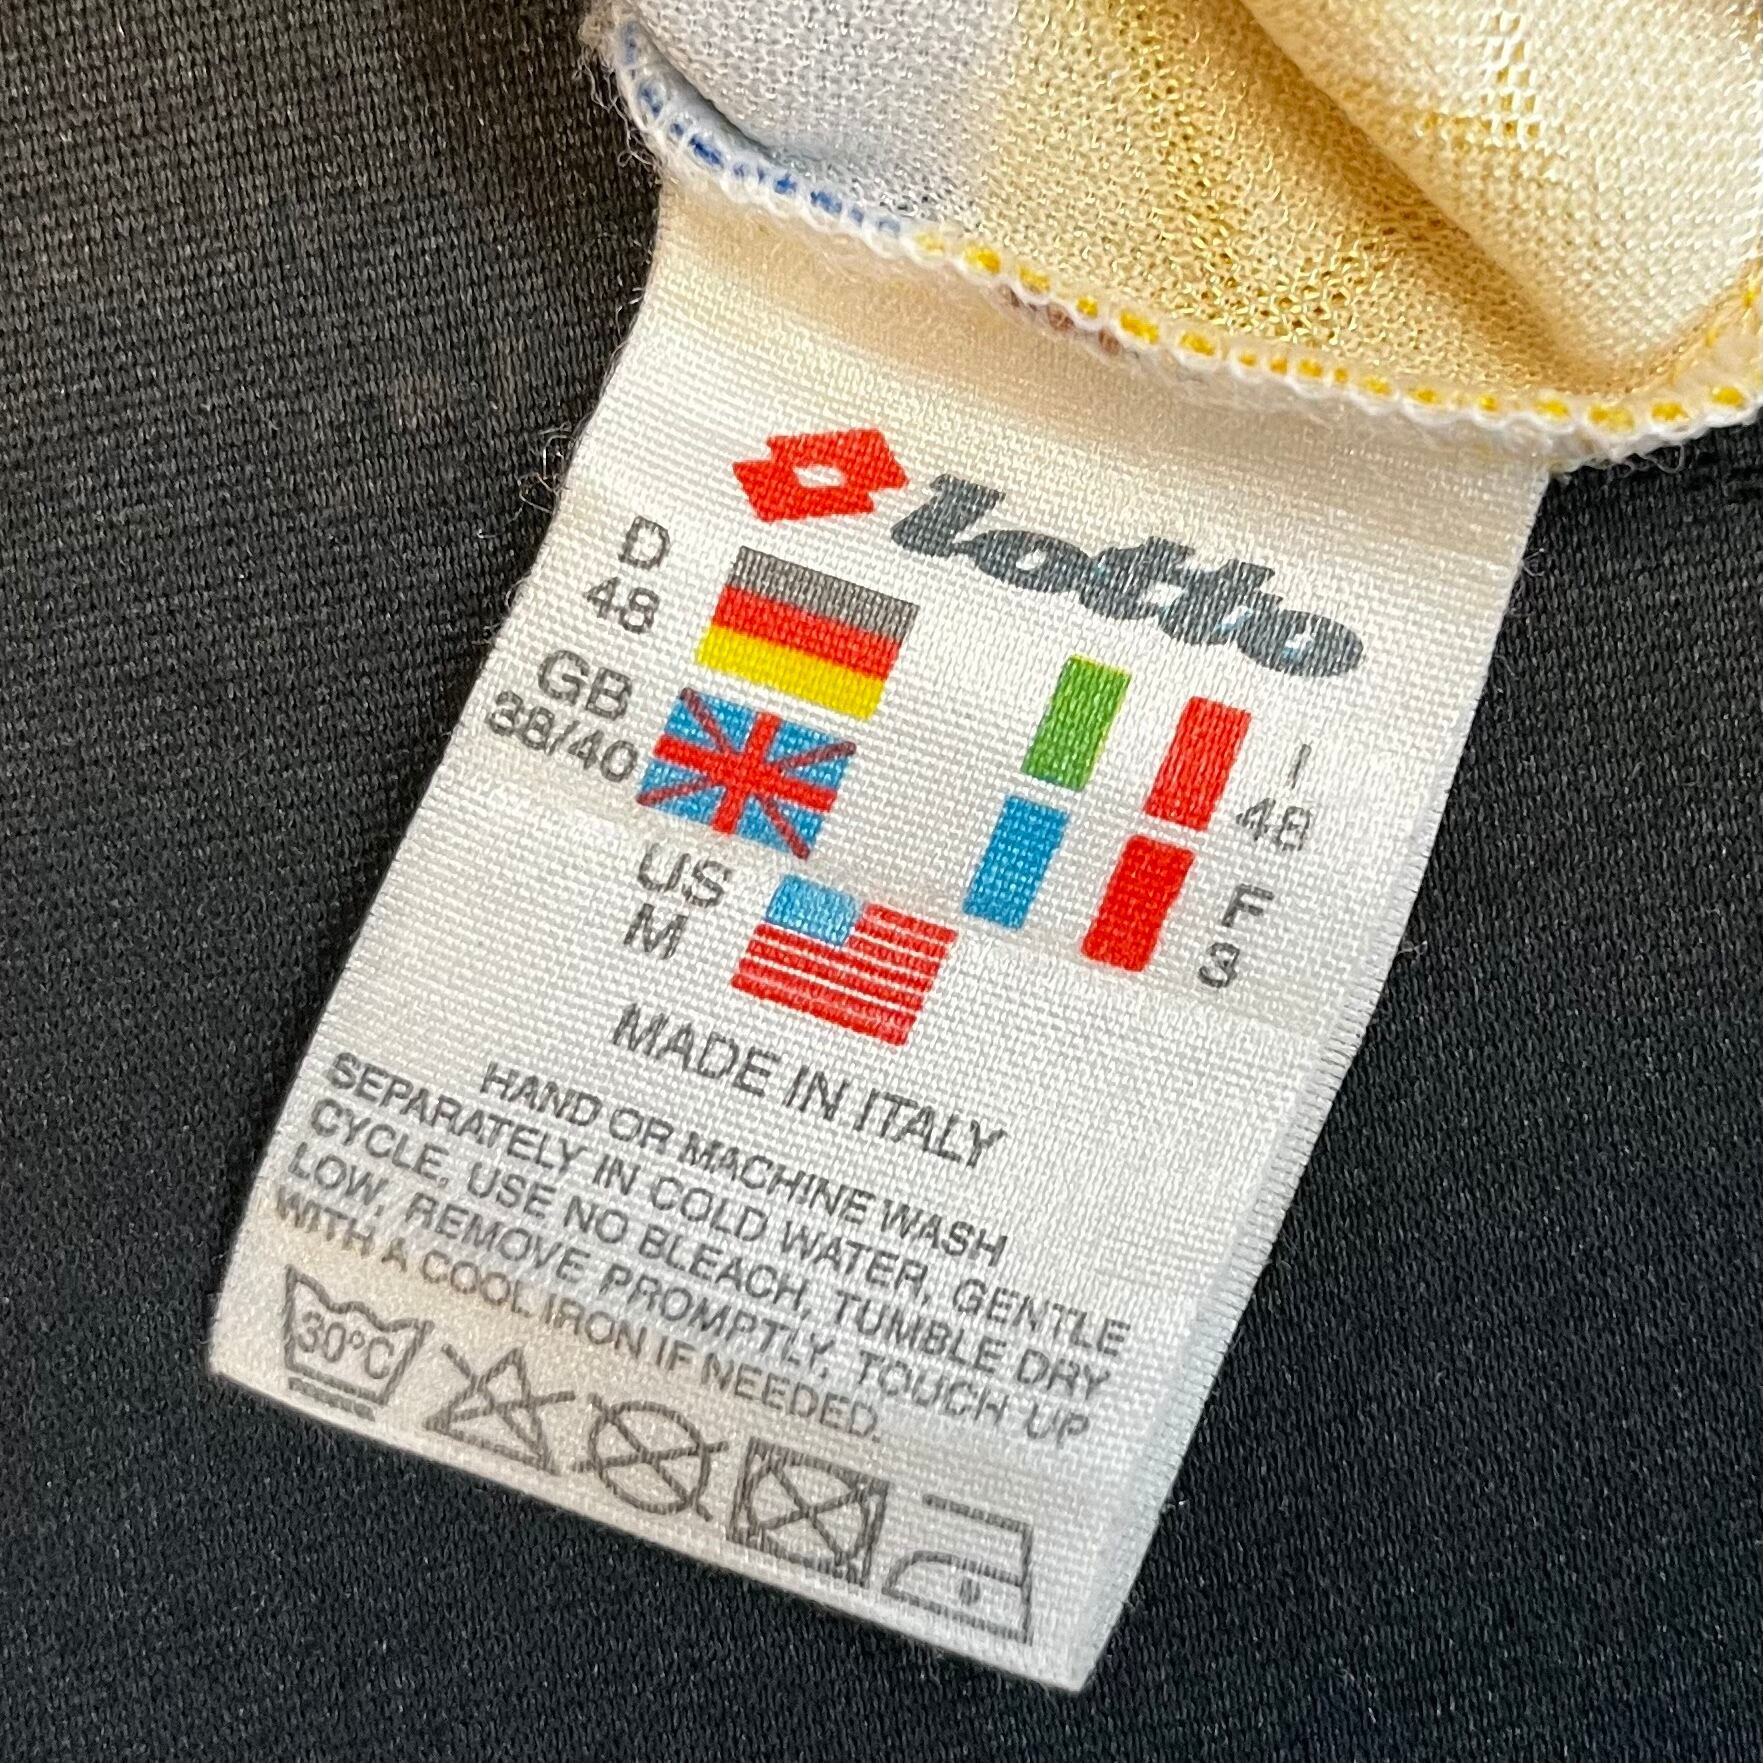 Lotto
D
48
GB
38/40
US
M
I
48
F
3
MADE IN ITALY
HAND OR MACHINE WASH
SEPARATELY IN COLD WATER, GENTLE
CYCLE, USE NO BLEACH, TUMBLE DRY
LOW, REMOVE PROMPTLY, TOUCH UP
WITH A COOL IRON IF NEEDED.
30°C